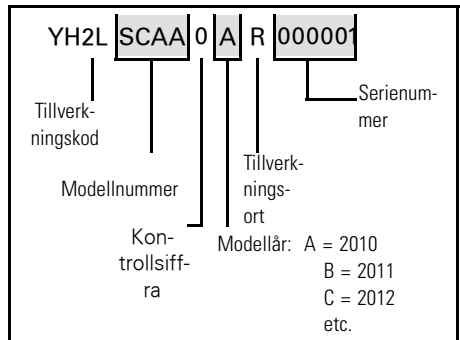 YH2L SCAA 0 A R 000001
Serienum-
mer
Tillverk-
ningskod
Tillverk-
nings-
ort
Modellnummer
Kon-
trollsiff-
ra
Modellår: A = 2010
B = 2011
C = 2012
etc.